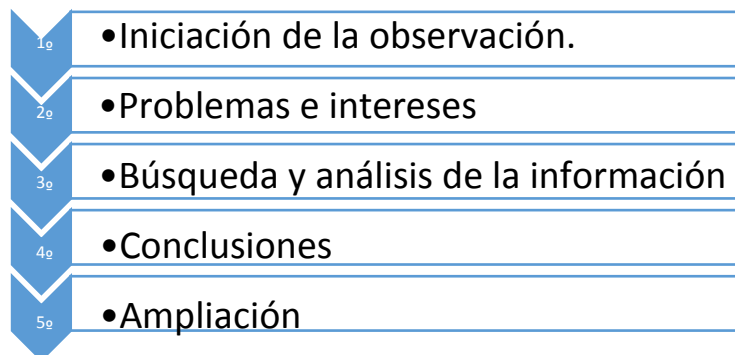 1º •Iniciación de la observación.
2º •Problemas e intereses
3º •Búsqueda y análisis de la información
4º •Conclusiones
5º •Ampliación